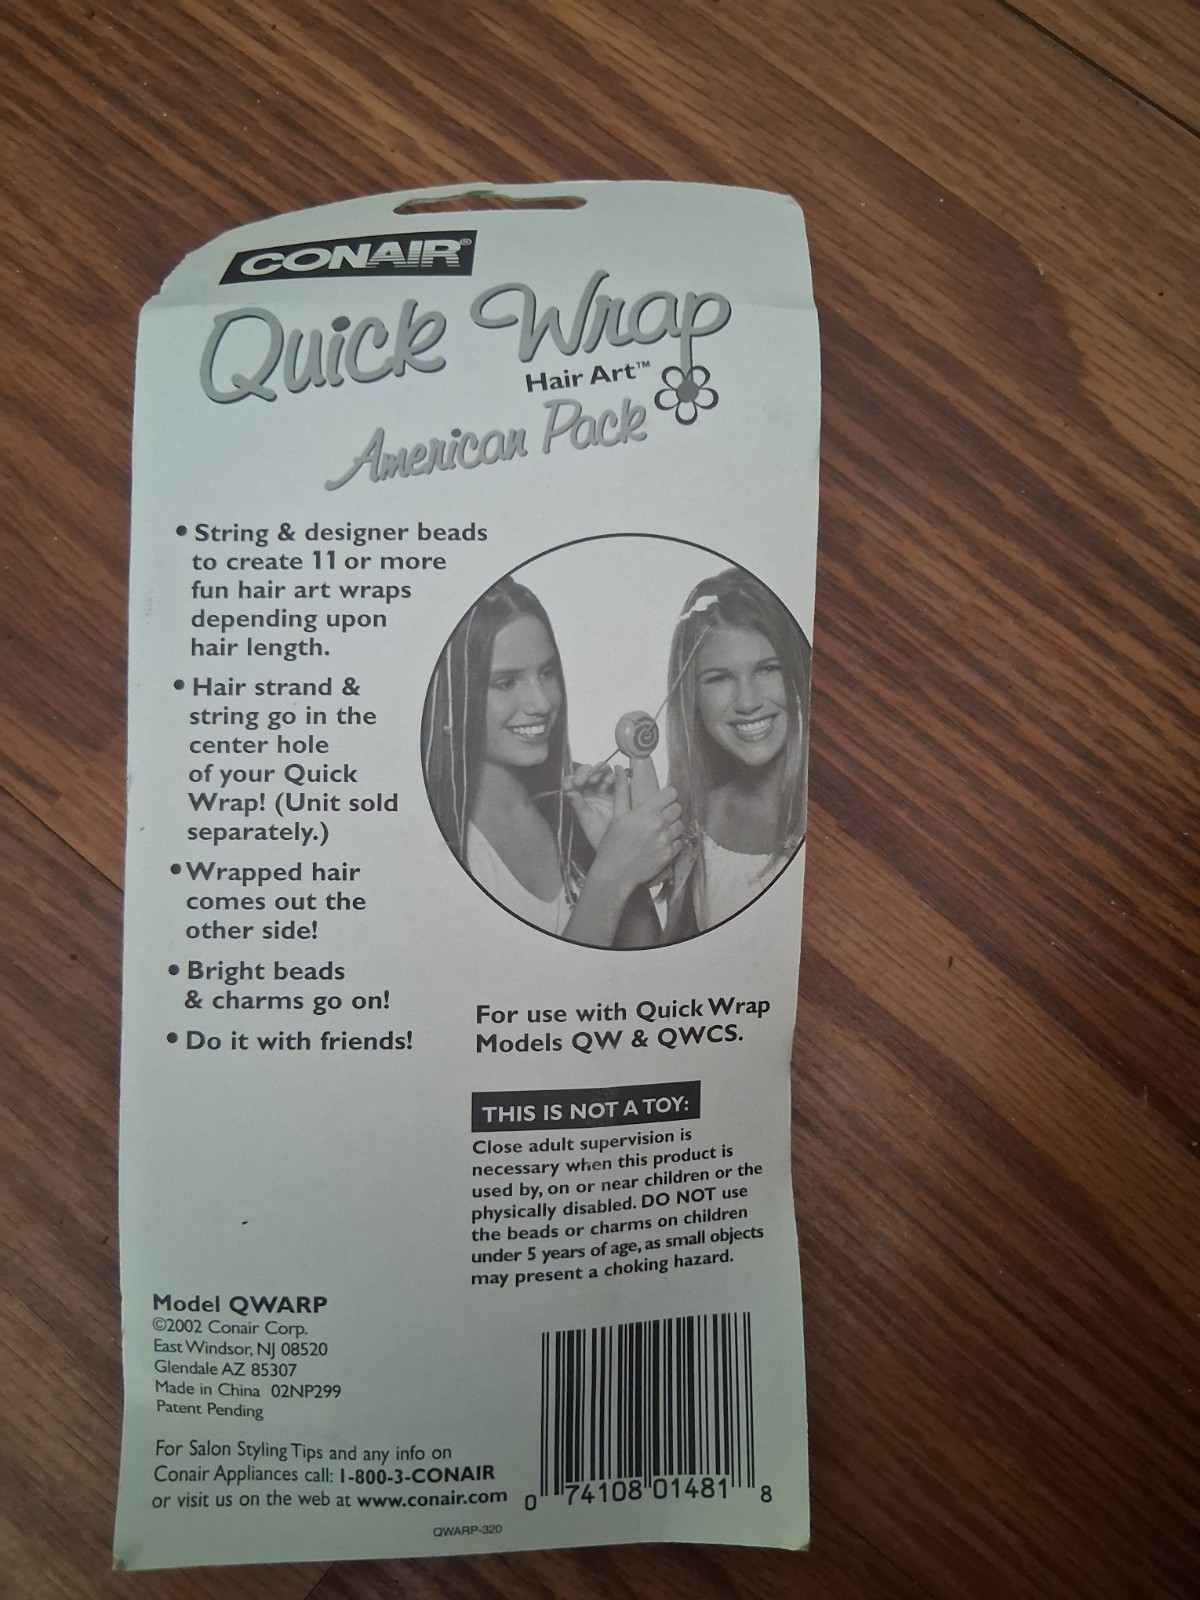 CONAIR®
Quick Wrap
Hair Art™
American Pack
• String & designer beads
to create 11 or more
fun hair art wraps
depending upon
hair length.
• Hair strand &
string go in the
center hole
of your Quick
Wrap! (Unit sold
separately.)
• Wrapped hair
comes out the
other side!
• Bright beads
& charms go on!
• Do it with friends!
For use with Quick Wrap
Models QW & QWCS.
THIS IS NOT A TOY:
Close adult supervision is
necessary when this product is
used by, on or near children or the
physically disabled. DO NOT use
the beads or charms on children
under 5 years of age, as small objects
may present a choking hazard.
Model QWARP
©2002 Conair Corp.
East Windsor, NJ 08520
Glendale AZ 85307
Made in China 02NP299
Patent Pending
For Salon Styling Tips and any info on
Conair Appliances call: 1-800-3-CONAIR
or visit us on the web at www.conair.com
0 74108 01481 8
QWARP-320